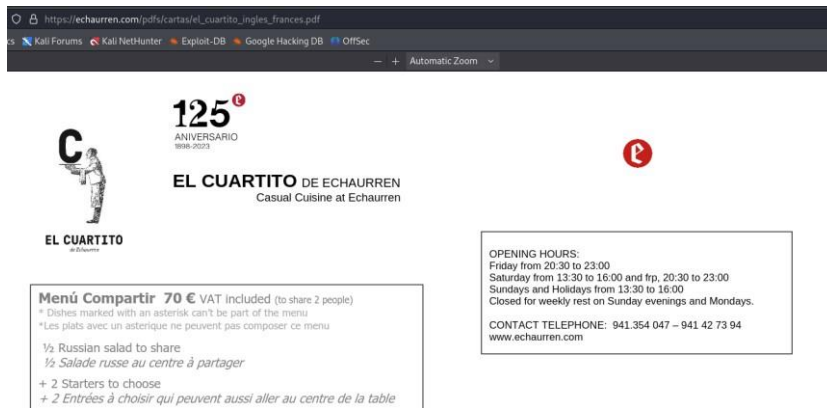 https://echaurren.com/pdfs/cartas/el_cuartito_ingles_frances.pdf
cs Kali Forums Kali NetHunter Exploit-DB Google Hacking DB OffSec
− + Automatic Zoom
125
ANIVERSARIO
1898-2023
C
EL CUARTITO
de Echaurren
EL CUARTITO DE ECHAURREN
Casual Cuisine at Echaurren
e
OPENING HOURS:
Friday from 20:30 to 23:00
Saturday from 13:30 to 16:00 and frp, 20:30 to 23:00
Sundays and Holidays from 13:30 to 16:00
Closed for weekly rest on Sunday evenings and Mondays.
CONTACT TELEPHONE: 941.354 047 – 941 42 73 94
www.echaurren.com
Menú Compartir 70 € VAT included (to share 2 people)
* Dishes marked with an asterisk can't be part of the menu
*Les plats avec un asterique ne peuvent pas composer ce menu
½ Russian salad to share
½ Salade russe au centre à partager
+ 2 Starters to choose
+ 2 Entrées à choisir qui peuvent aussi aller au centre de la table